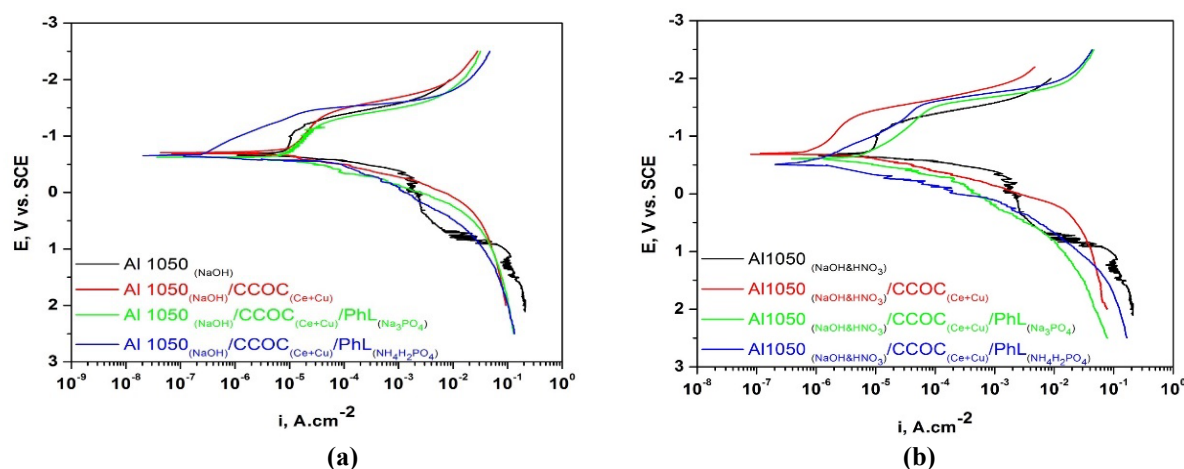 -3
-2
-1
0
1
2
3
E, V vs. SCE
Al 1050 (NaOH)
Al 1050(NaOH)/CCOC(Ce+Cu)
Al 1050(NaOH)/CCOC(Ce+Cu)/PhL(Na3PO4)
Al 1050(NaOH)/CCOC(Ce+Cu)/PhL(NH4H2PO4)
10-9 10-8 10-7 10-6 10-5 10-4 10-3 10-2 10-1 100
i, A.cm-2
(a)
-3
-2
-1
0
1
2
3
E, V vs. SCE
Al1050 (NaOH&HNO3)
Al1050(NaOH&HNO3)/CCOC(Ce+Cu)
Al1050(NaOH&HNO3)/CCOC(Ce+Cu)/PhL(Na3PO4)
Al1050(NaOH&HNO3)/CCOC(Ce+Cu)/PhL(NH4H2PO4)
10-8 10-7 10-6 10-5 10-4 10-3 10-2 10-1 100
i, A.cm-2
(b)